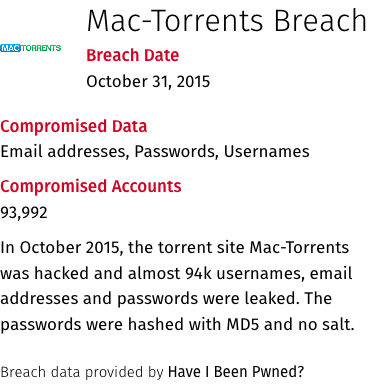 Mac-Torrents Breach
MACTORRENTS
Breach Date
October 31, 2015
Compromised Data
Email addresses, Passwords, Usernames
Compromised Accounts
93,992
In October 2015, the torrent site Mac-Torrents
was hacked and almost 94k usernames, email
addresses and passwords were leaked. The
passwords were hashed with MD5 and no salt.
Breach data provided by Have I Been Pwned?